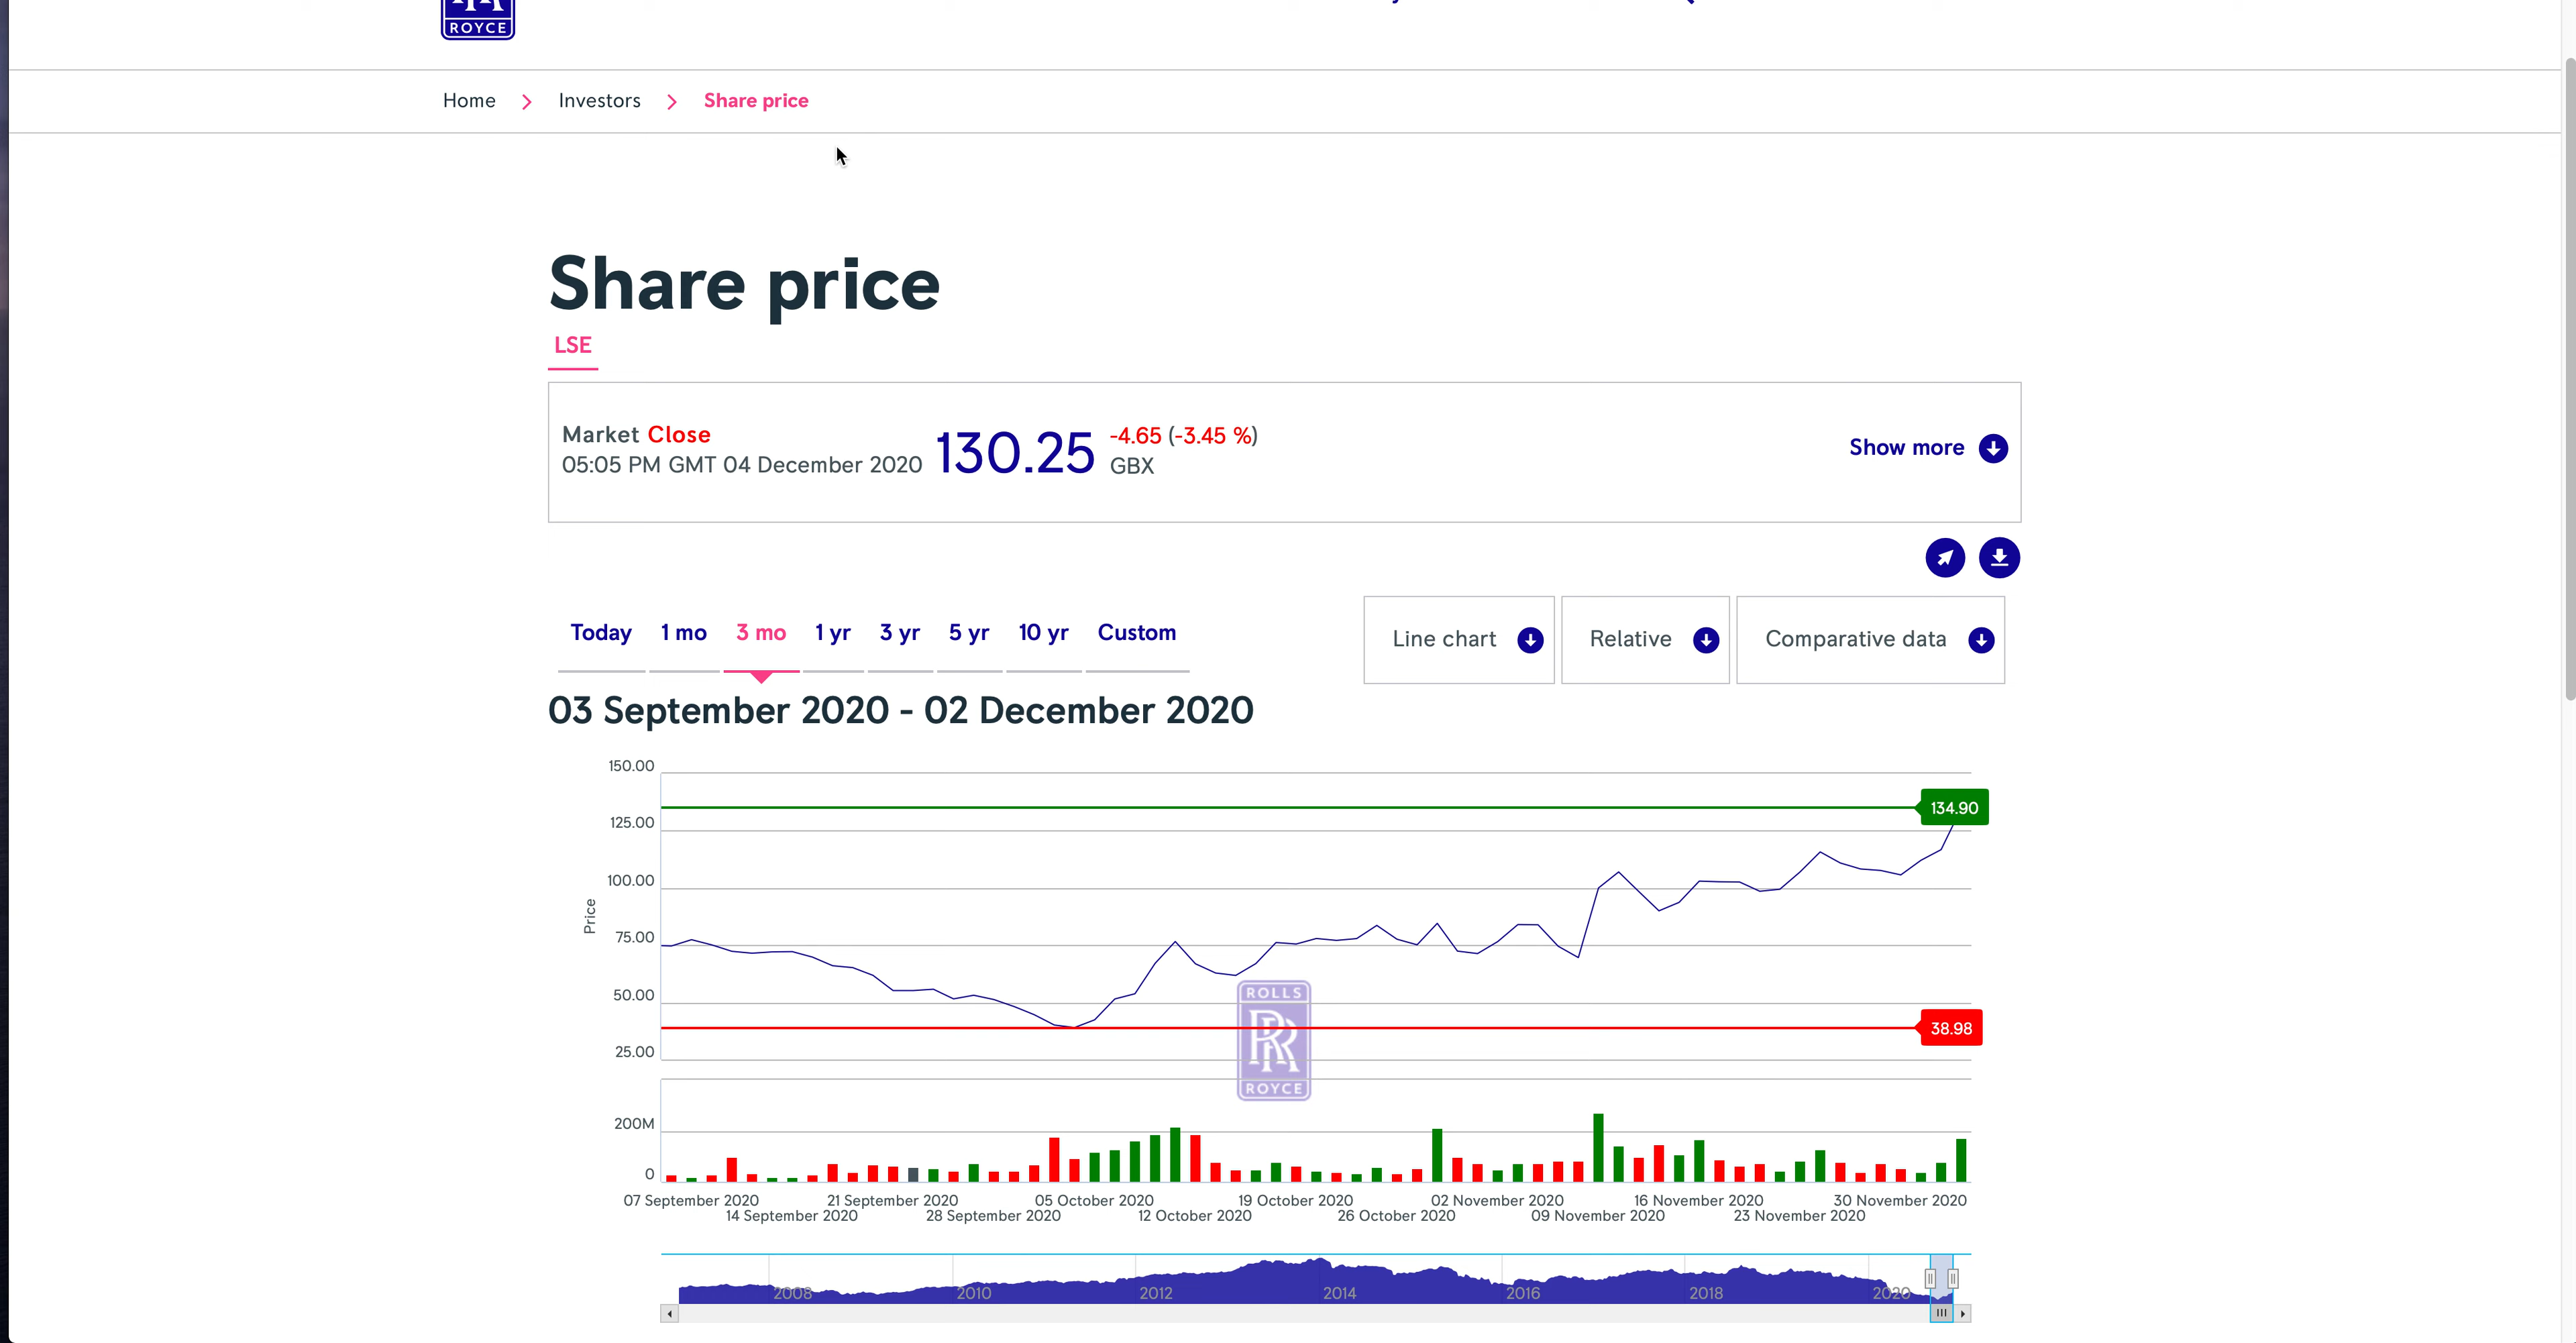 ROYCE
Home Investors Share price
Share price
LSE
Market Close
05:05 PM GMT 04 December 2020
130.25
-4.65 (-3.45 %)
GBX
Show more
Today 1 mo 3 mo 1 yr 3 yr 5 yr 10 yr Custom
Line chart Relative Comparative data
03 September 2020 - 02 December 2020
150.00
134.90
125.00
100.00
Price
75.00
50.00
ROLLS
RR
ROYCE
38.98
25.00
200M
0
07 September 2020 21 September 2020 05 October 2020 19 October 2020 02 November 2020 16 November 2020 30 November 2020
14 September 2020 28 September 2020 12 October 2020 26 October 2020 09 November 2020 23 November 2020
2008 2010 2012 2014 2016 2018 2020